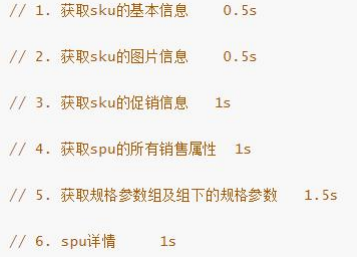 // 1. 获取sku的基本信息 0.5s
// 2. 获取sku的图片信息 0.5s
// 3. 获取sku的促销信息 1s
// 4. 获取spu的所有销售属性 1s
// 5. 获取规格参数组及组下的规格参数 1.5s
// 6. spu详情 1s